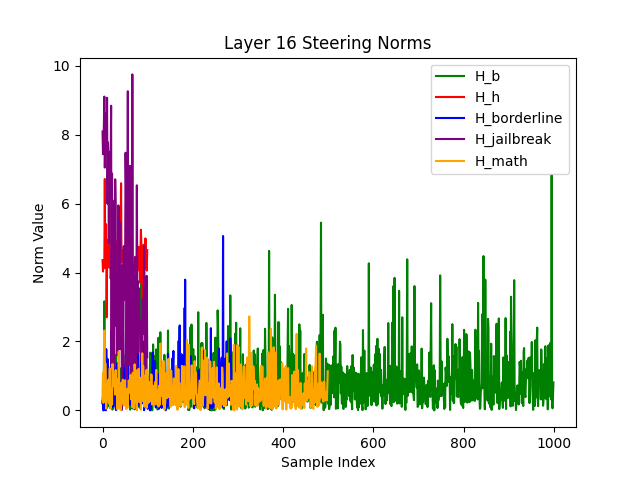 Layer 16 Steering Norms
10
8
6
4
2
0
Norm Value
0 200 400 600 800 1000
Sample Index
H_b
H_h
H_borderline
H_jailbreak
H_math